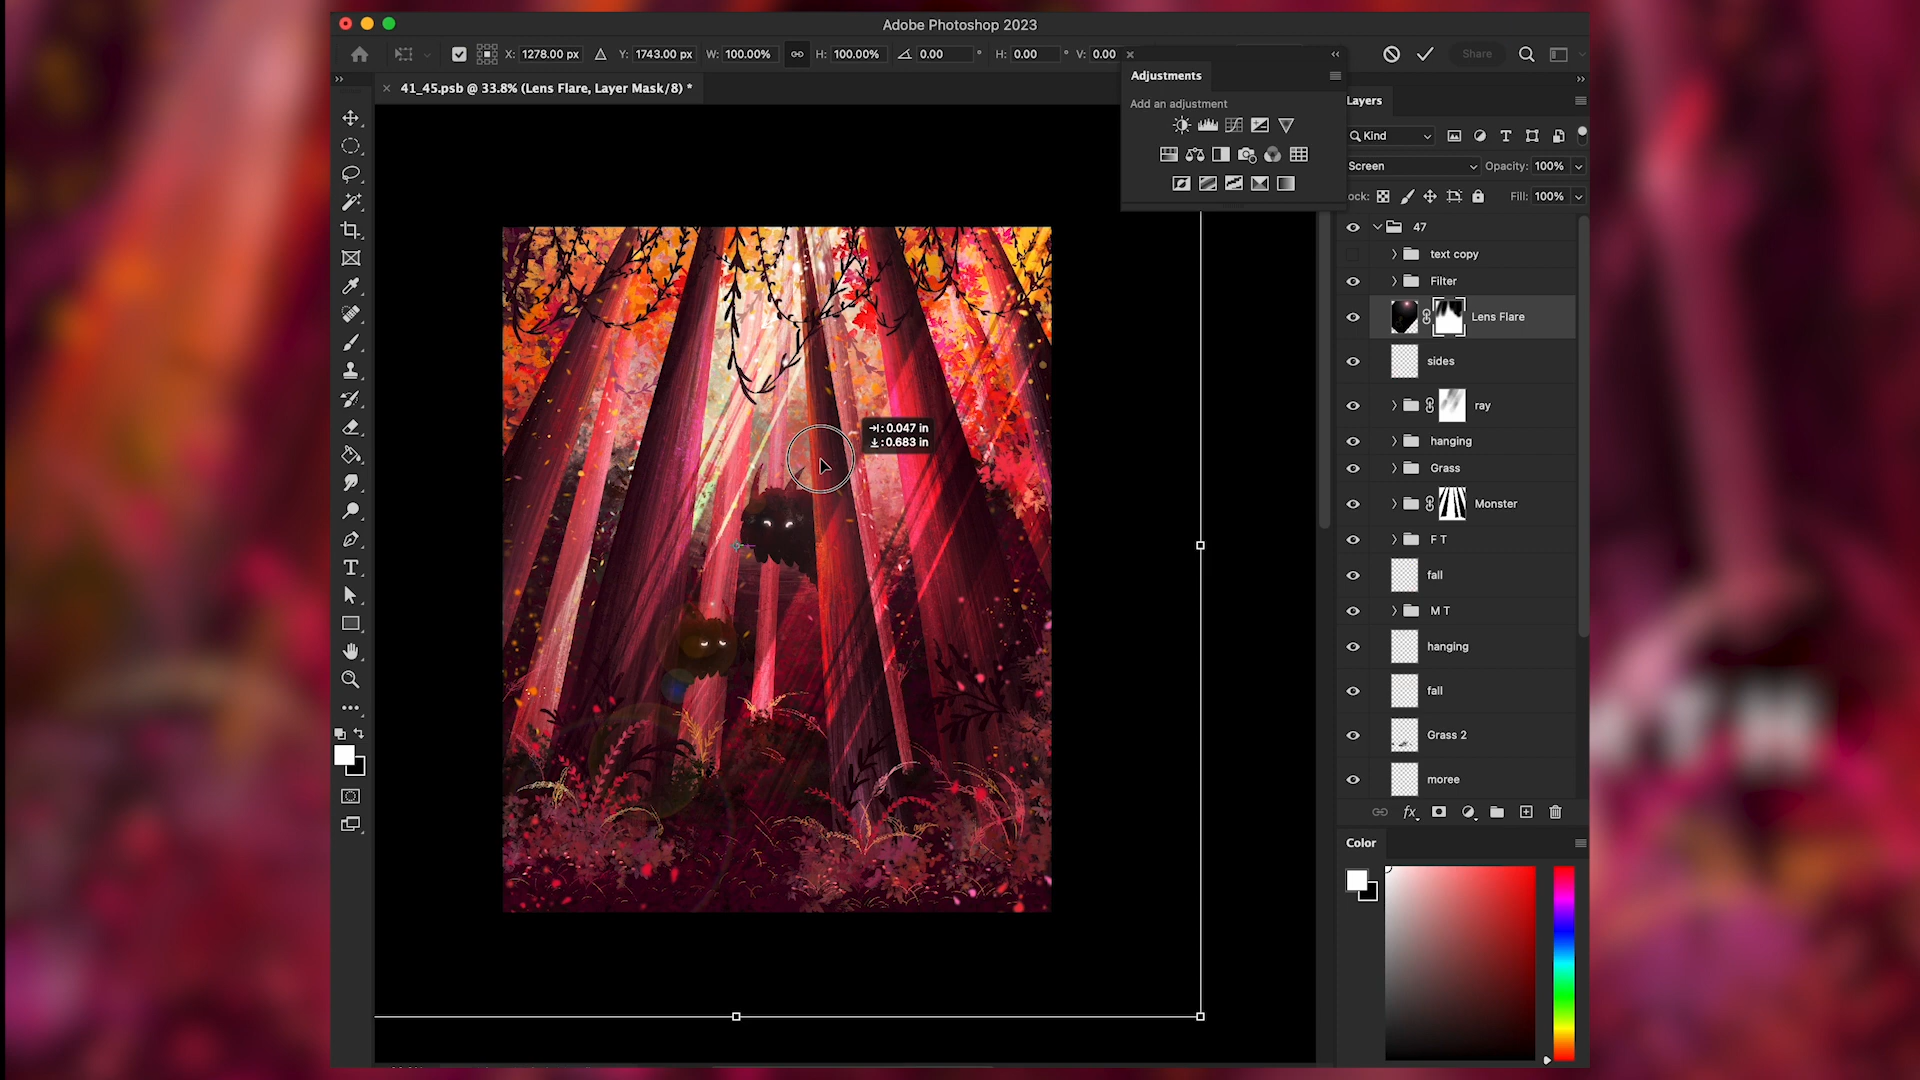 Adobe Photoshop 2023
X: 1278.00 px Y: 1743.00 px W: 100.00% H: 100.00% 0.00 ° H: 0.00 ° V: 0.00 Share
41_45.psb @ 33.8% (Lens Flare, Layer Mask/8) *
Adjustments
Add an adjustment
Layers
Kind
Screen Opacity: 100%
ock: Fill: 100%
47
text copy
Filter
Lens Flare
sides
ray
hanging
Grass
Monster
F T
fall
M T
hanging
fall
Grass 2
moree
fx
Color
: 0.047 in
: 0.683 in